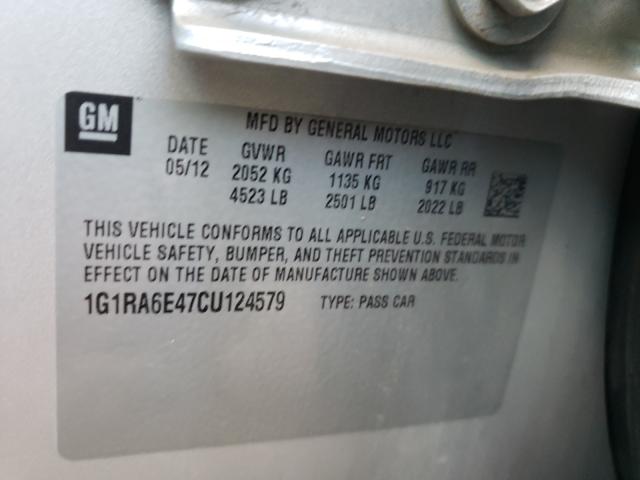 GM
MFD BY GENERAL MOTORS LLC
DATE GVWR GAWR FRT GAWR RR
05/12 2052 KG 1135 KG 917 KG
4523 LB 2501 LB 2022 LB
THIS VEHICLE CONFORMS TO ALL APPLICABLE U.S. FEDERAL MOTOR
VEHICLE SAFETY, BUMPER, AND THEFT PREVENTION STANDARDS IN
EFFECT ON THE DATE OF MANUFACTURE SHOWN ABOVE.
1G1RA6E47CU124579 TYPE: PASS CAR